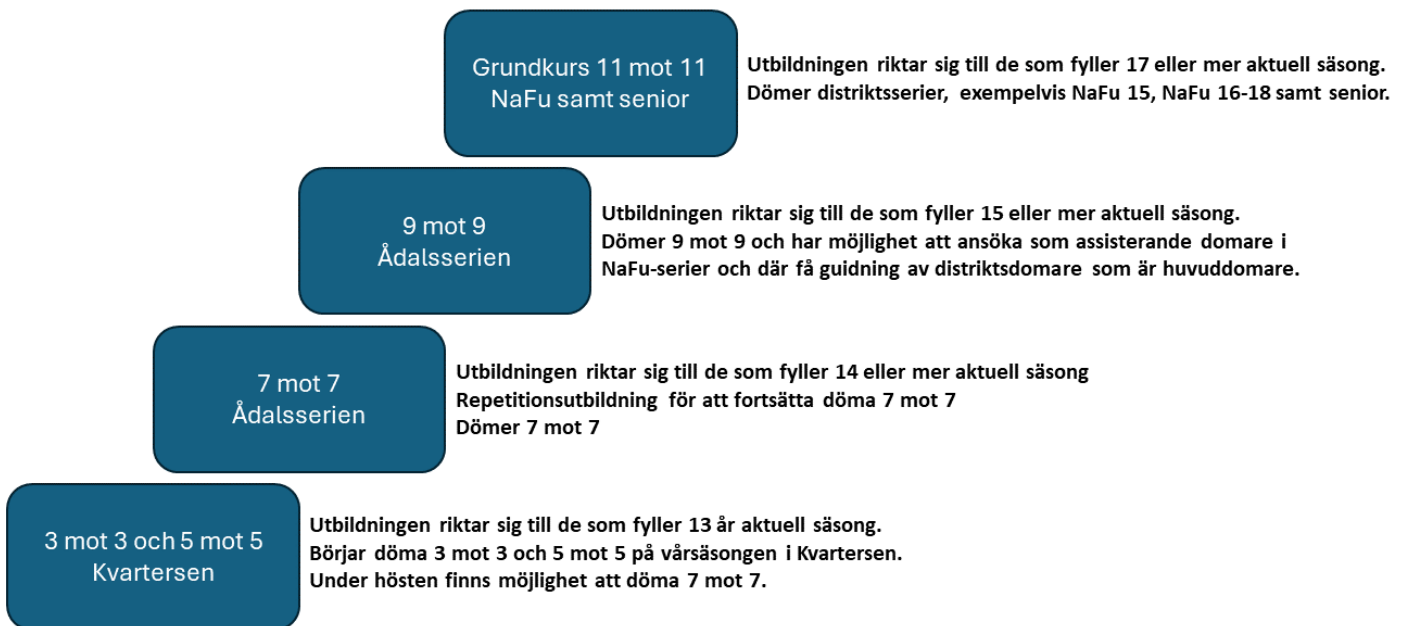 Grundkurs 11 mot 11
NaFu samt senior
Utbildningen riktar sig till de som fyller 17 eller mer aktuell säsong.
Dömer distriktsserier, exempelvis NaFu 15, NaFu 16-18 samt senior.
9 mot 9
Ådalsserien
Utbildningen riktar sig till de som fyller 15 eller mer aktuell säsong.
Dömer 9 mot 9 och har möjlighet att ansöka som assisterande domare i
NaFu-serier och där få guidning av distriktsdomare som är huvuddomare.
7 mot 7
Ådalsserien
Utbildningen riktar sig till de som fyller 14 eller mer aktuell säsong
Repetitionsutbildning för att fortsätta döma 7 mot 7
Dömer 7 mot 7
3 mot 3 och 5 mot 5
Kvartersen
Utbildningen riktar sig till de som fyller 13 år aktuell säsong.
Börjar döma 3 mot 3 och 5 mot 5 på vårsäsongen i Kvartersen.
Under hösten finns möjlighet att döma 7 mot 7.